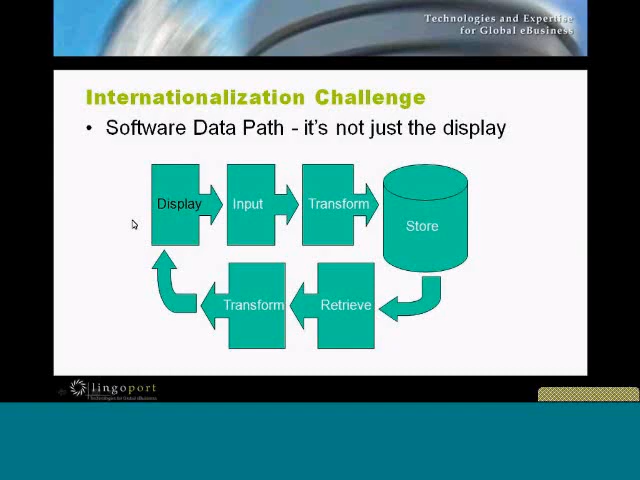 Technologies and Expertise
for Global eBusiness
Internationalization Challenge
• Software Data Path - it's not just the display
Display
Input
Transform
Store
Transform
Retrieve
lingoport
Technologies for Global eBusiness